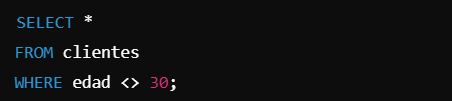 SELECT *
FROM clientes
WHERE edad <> 30;